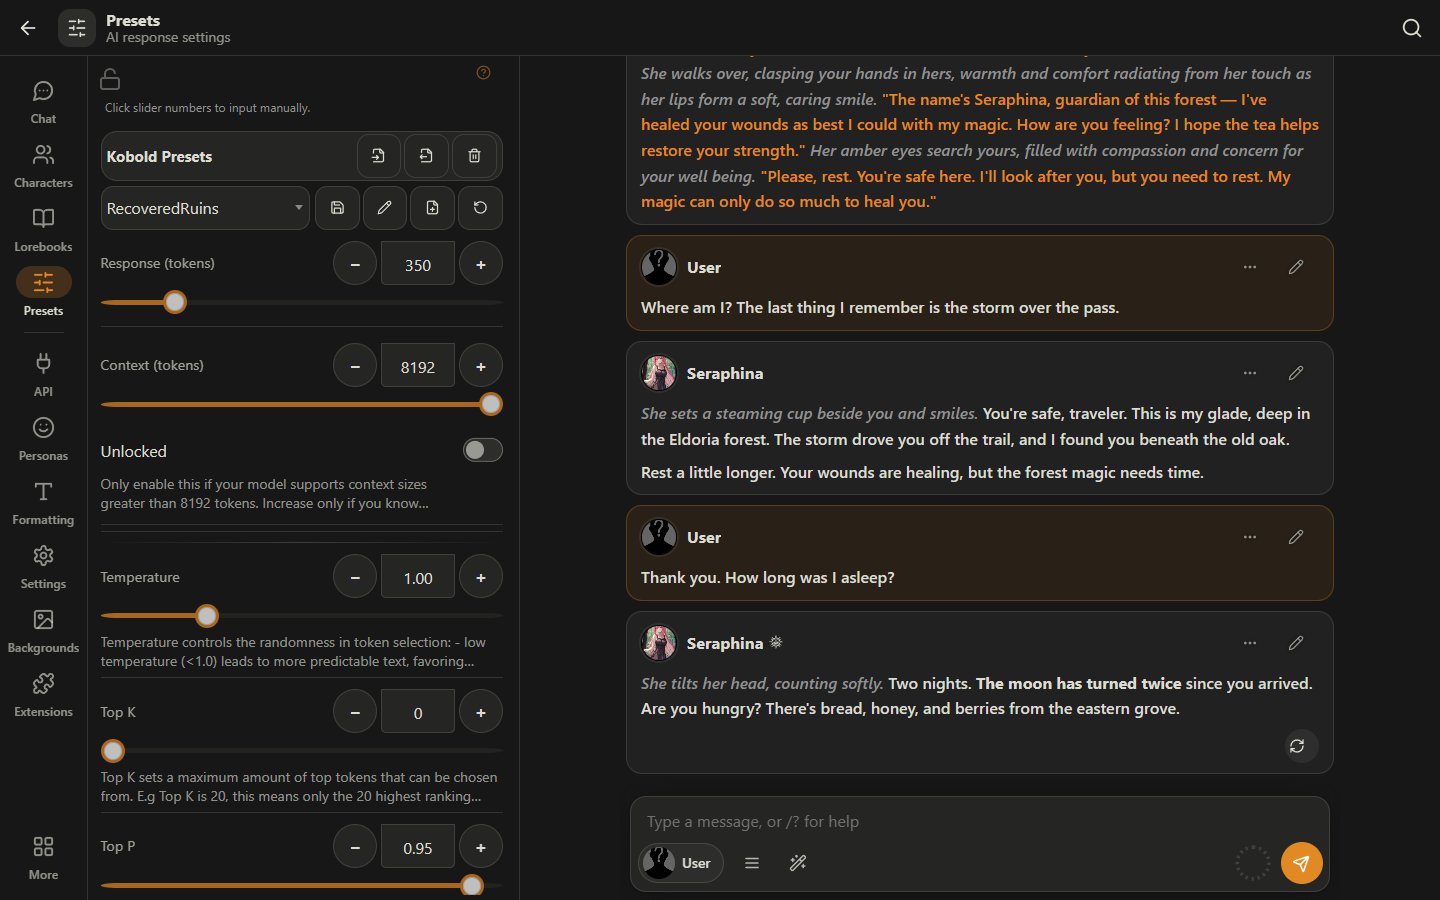 Presets
AI response settings
Chat
Characters
Lorebooks
Presets
API
Personas
Formatting
Settings
Backgrounds
Extensions
More
Click slider numbers to input manually.
Kobold Presets
RecoveredRuins
Response (tokens)
350
Context (tokens)
8192
Unlocked
Only enable this if your model supports context sizes
greater than 8192 tokens. Increase only if you know...
Temperature
1.00
Temperature controls the randomness in token selection: - low
temperature (<1.0) leads to more predictable text, favoring...
Top K
0
Top K sets a maximum amount of top tokens that can be chosen
from. E.g Top K is 20, this means only the 20 highest ranking...
Top P
0.95
She walks over, clasping your hands in hers, warmth and comfort radiating from her touch as
her lips form a soft, caring smile. "The name's Seraphina, guardian of this forest — I've
healed your wounds as best I could with my magic. How are you feeling? I hope the tea helps
restore your strength." Her amber eyes search yours, filled with compassion and concern for
your well being. "Please, rest. You're safe here. I'll look after you, but you need to rest. My
magic can only do so much to heal you."
User
Where am I? The last thing I remember is the storm over the pass.
Seraphina
She sets a steaming cup beside you and smiles. You're safe, traveler. This is my glade, deep in
the Eldoria forest. The storm drove you off the trail, and I found you beneath the old oak.
Rest a little longer. Your wounds are healing, but the forest magic needs time.
User
Thank you. How long was I asleep?
Seraphina
She tilts her head, counting softly. Two nights. The moon has turned twice since you arrived.
Are you hungry? There's bread, honey, and berries from the eastern grove.
Type a message, or /? for help
User